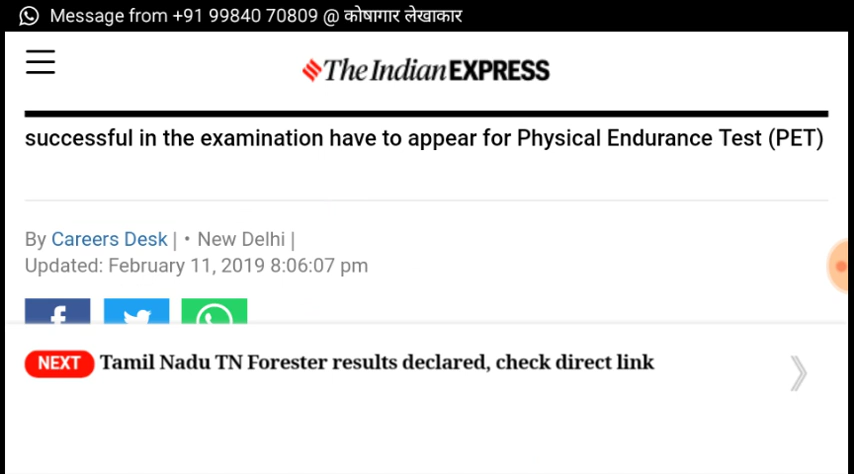 Message from +91 99840 70809 @ कोषागार लेखाकार
The Indian EXPRESS
successful in the examination have to appear for Physical Endurance Test (PET)
By Careers Desk | • New Delhi |
Updated: February 11, 2019 8:06:07 pm
NEXT Tamil Nadu TN Forester results declared, check direct link